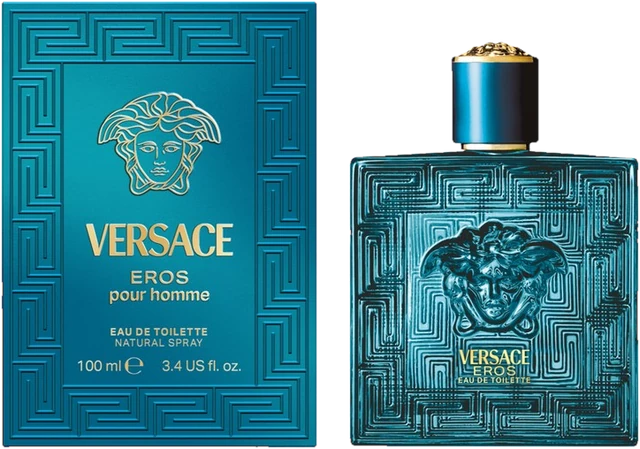 VERSACE
EROS
pour homme
EAU DE TOILETTE
NATURAL SPRAY
100 ml ℮ 3.4 US fl. oz.
VERSACE
EROS
EAU DE TOILETTE